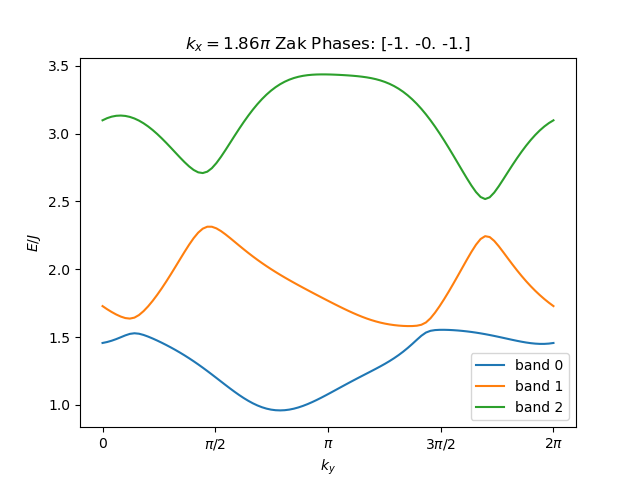 $k_x = 1.86\pi$ Zak Phases: [-1. -0. -1.]
3.5
3.0
2.5
2.0
1.5
1.0
E/J
0 π/2 π 3π/2 2π
$k_y$
band 0
band 1
band 2